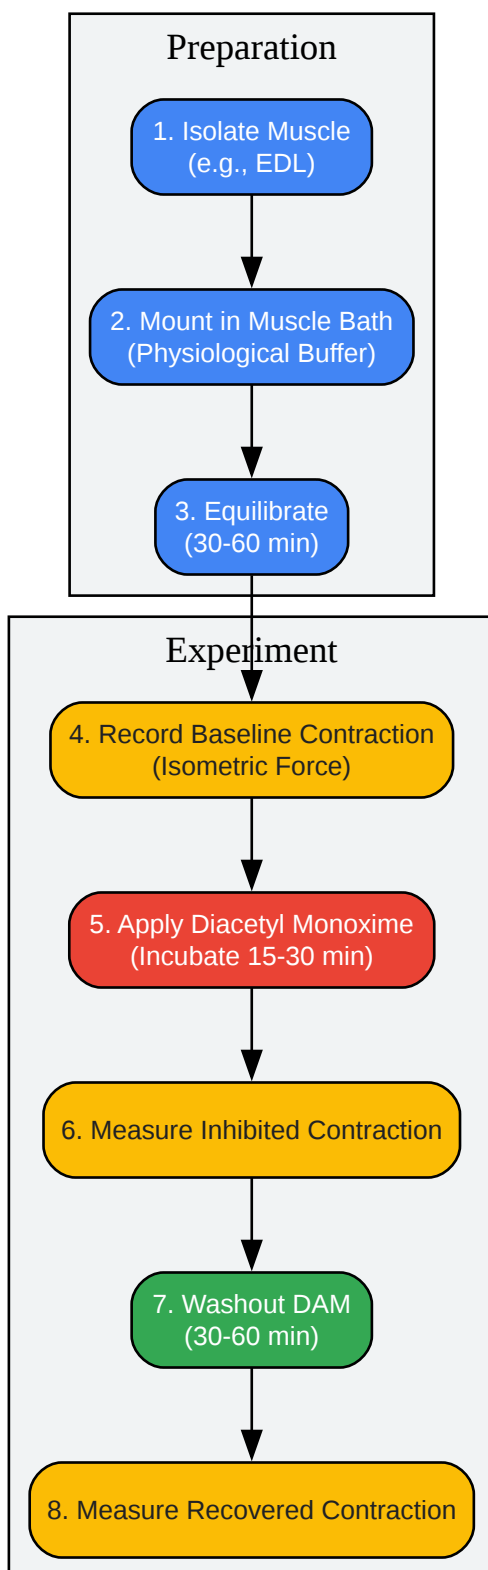 Preparation
1. Isolate Muscle
(e.g., EDL)
2. Mount in Muscle Bath
(Physiological Buffer)
3. Equilibrate
(30-60 min)
Experiment
4. Record Baseline Contraction
(Isometric Force)
5. Apply Diacetyl Monoxime
(Incubate 15-30 min)
6. Measure Inhibited Contraction
7. Washout DAM
(30-60 min)
8. Measure Recovered Contraction